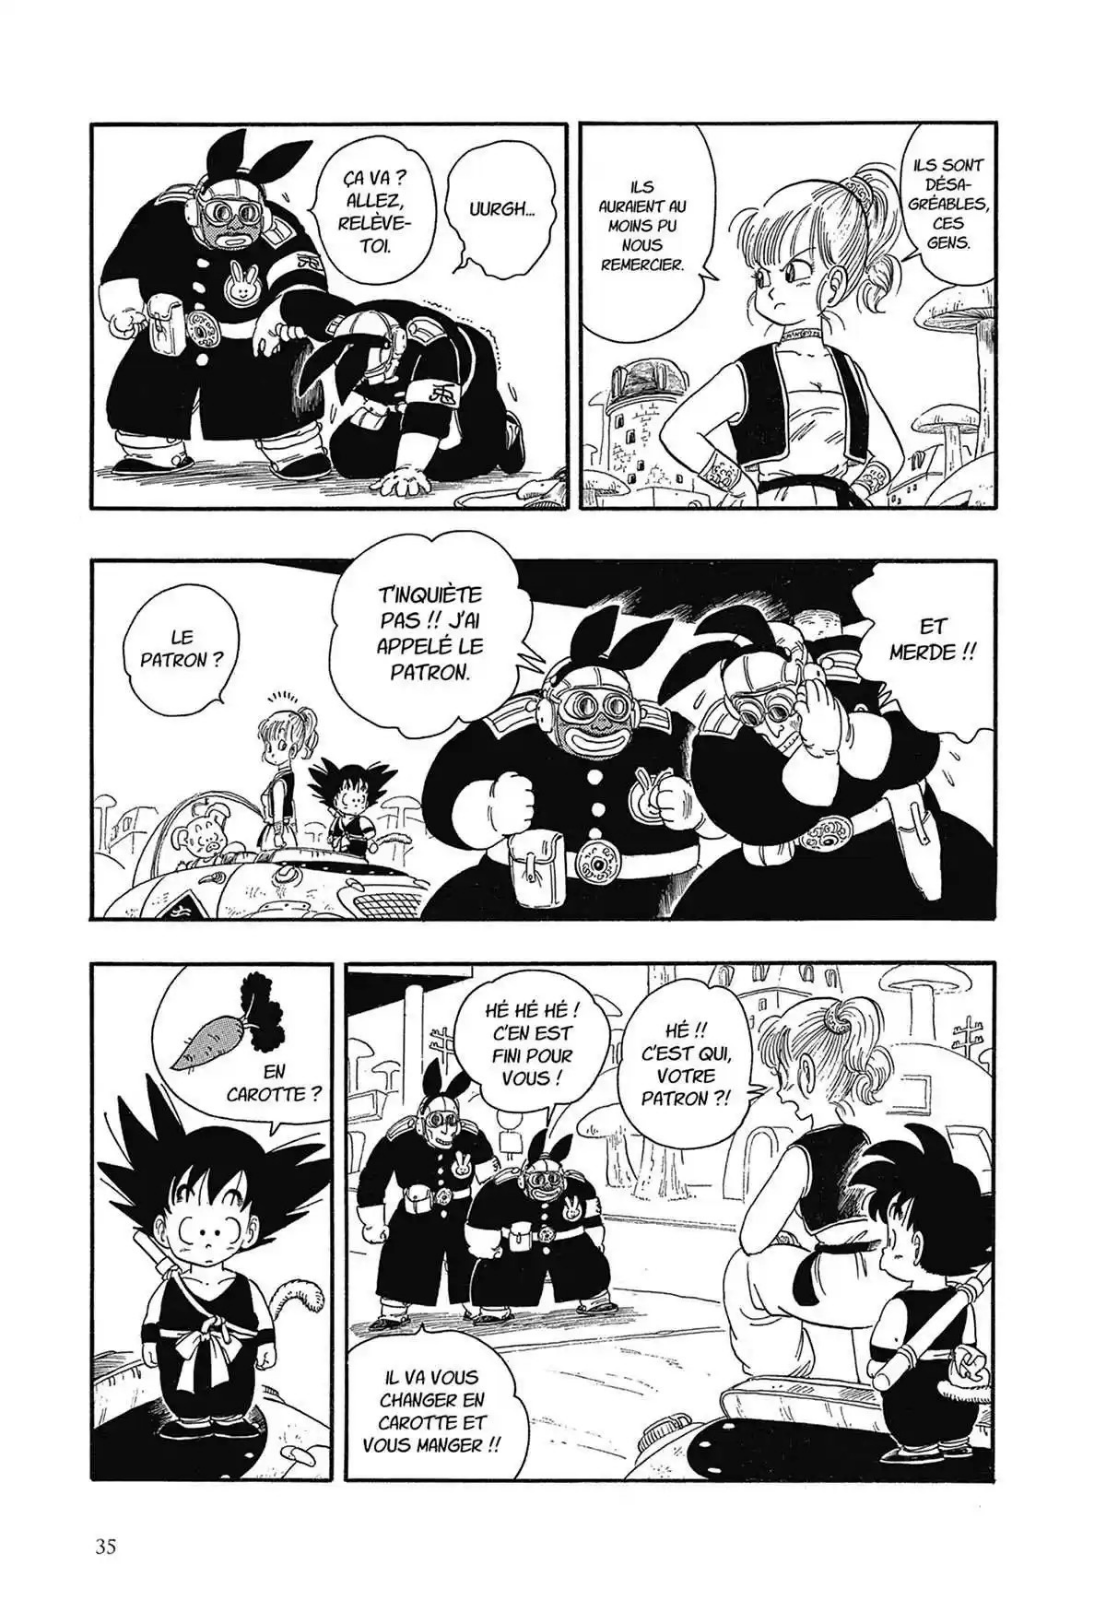 ILS SONT
DÉSA-
GRÉABLES,
CES
GENS.
ILS
AURAIENT AU
MOINS PU
NOUS
REMERCIER.
UURGH...
ÇA VA ?
ALLEZ,
RELÈVE-
TOI.
ET
MERDE !!
T'INQUIÈTE
PAS !! J'AI
APPELÉ LE
PATRON.
LE
PATRON ?
HÉ !!
C'EST QUI,
VOTRE
PATRON ?!
HÉ HÉ HÉ !
C'EN EST
FINI POUR
VOUS !
IL VA VOUS
CHANGER EN
CAROTTE ET
VOUS MANGER !!
EN
CAROTTE ?
35